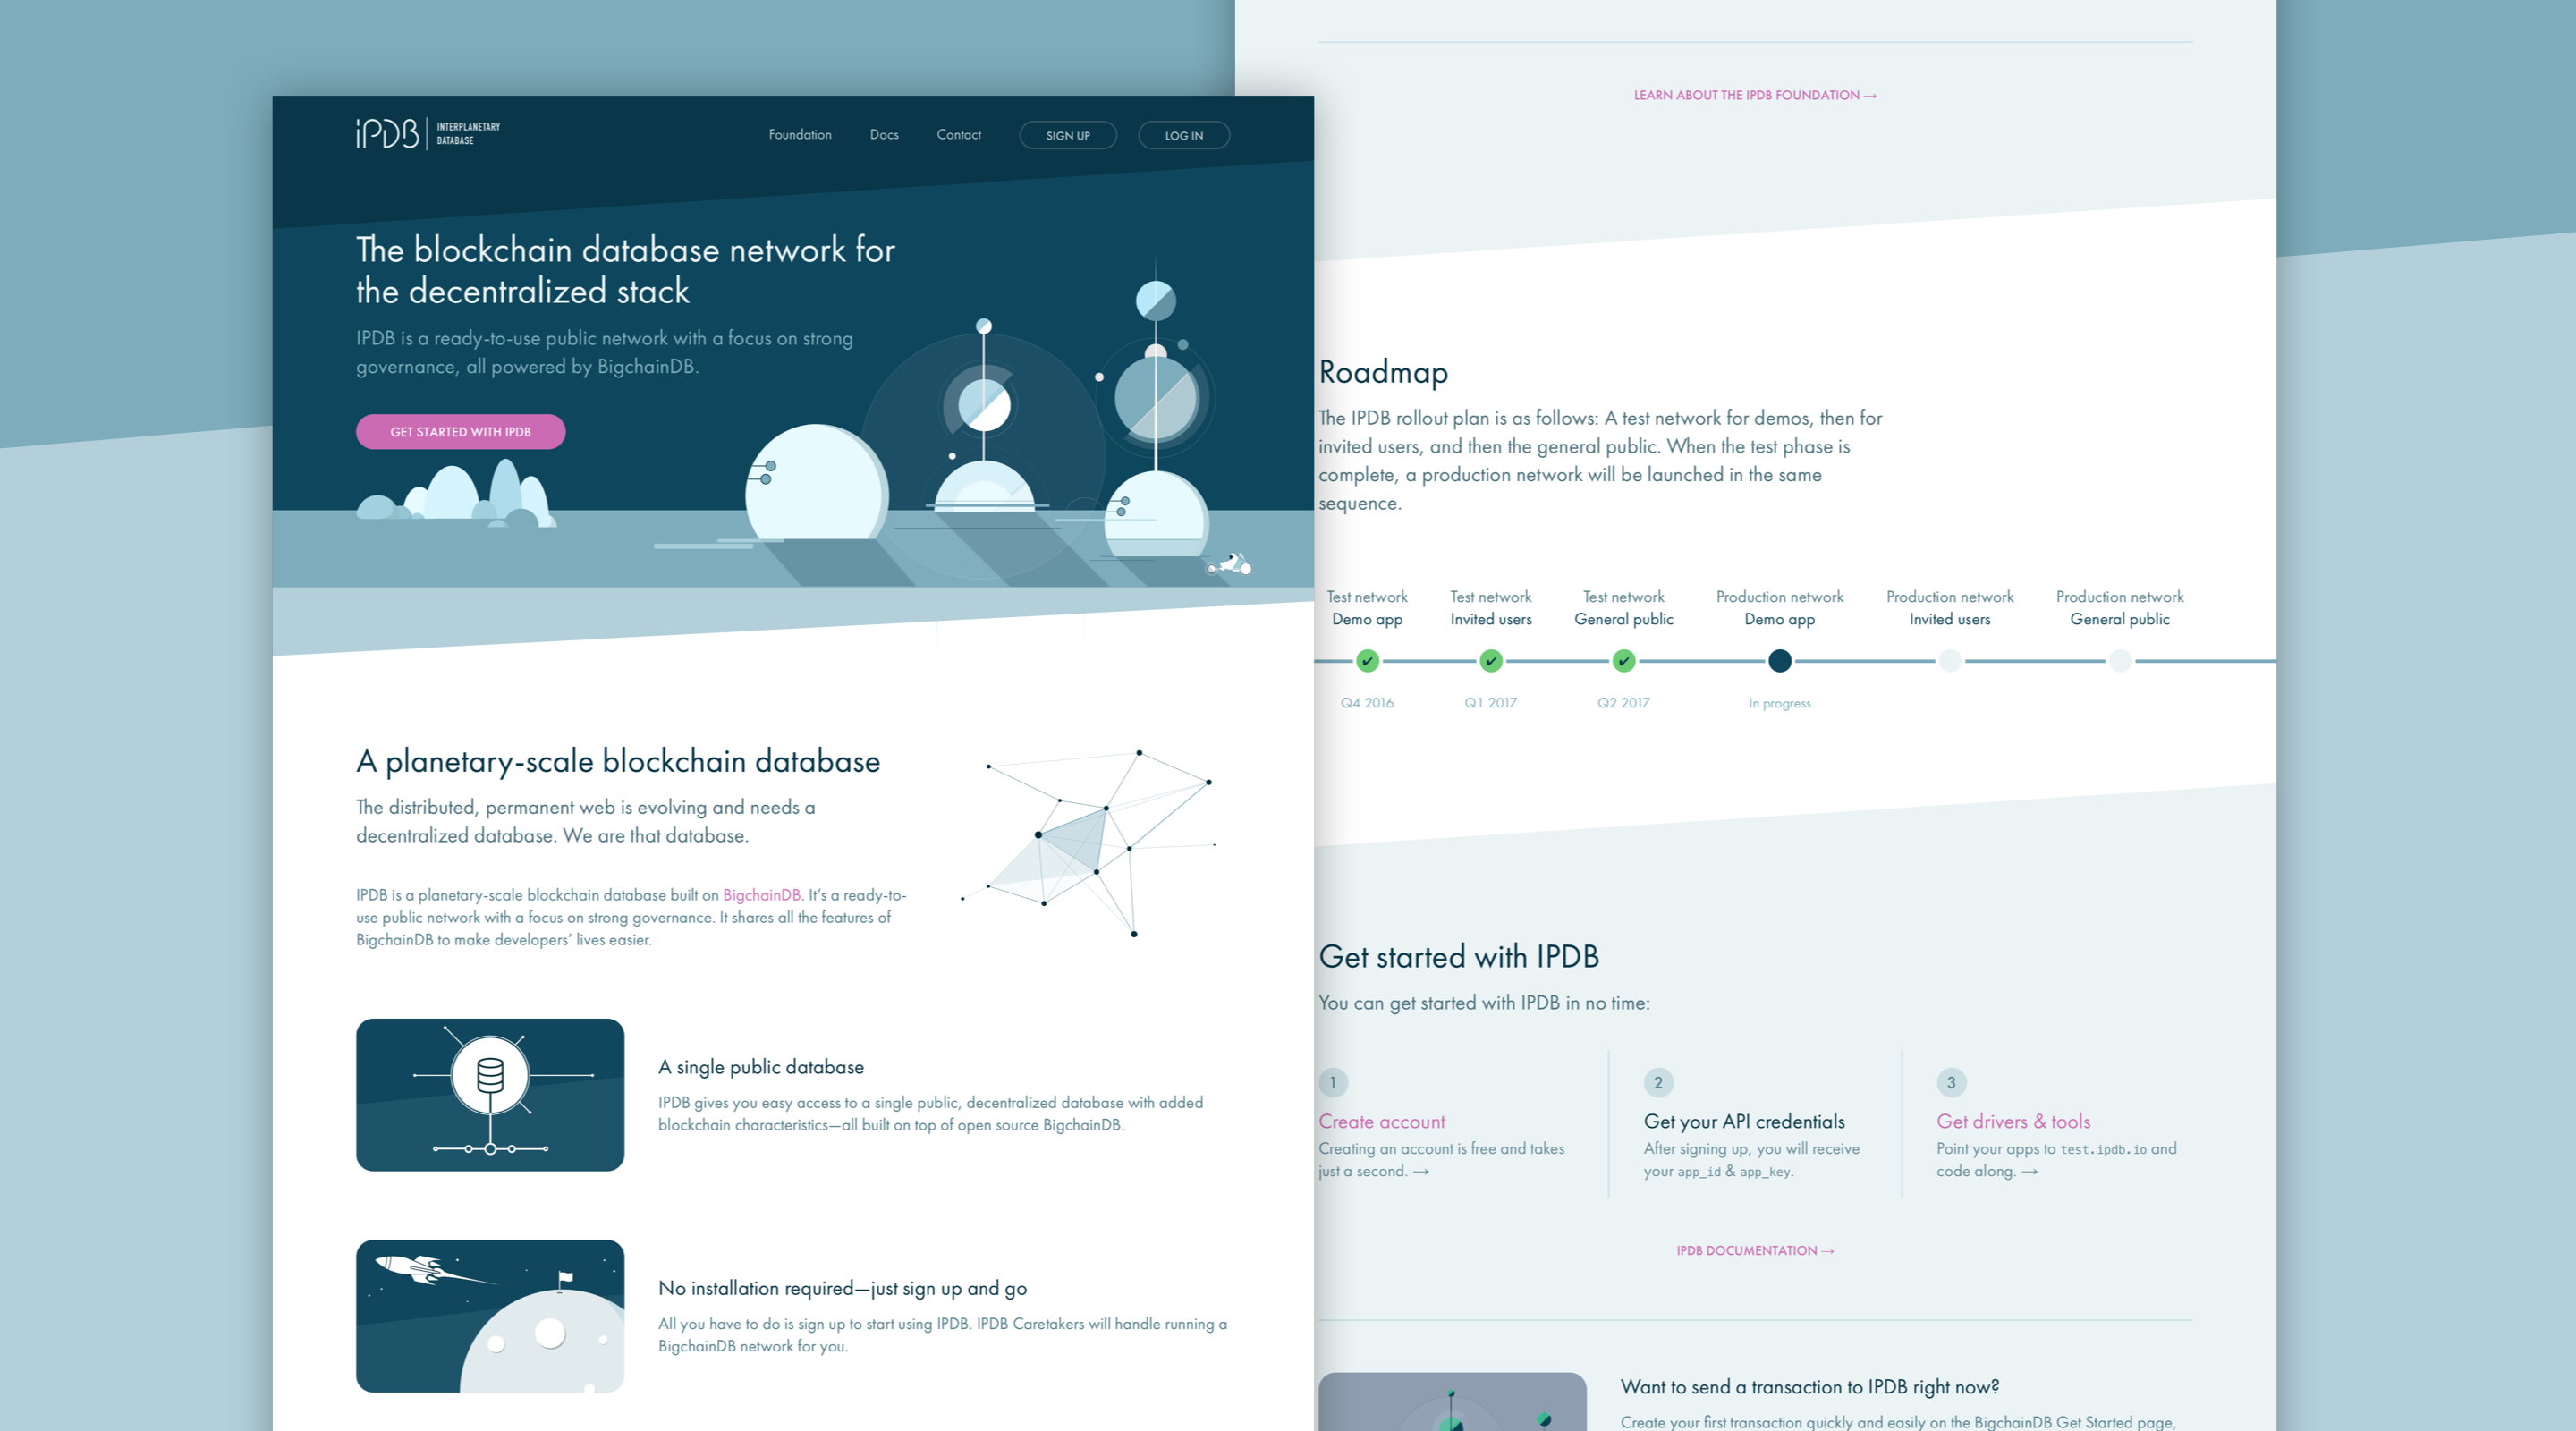 iPDB INTERPLANETARY
DATABASE
Foundation Docs Contact SIGN UP LOG IN
The blockchain database network for
the decentralized stack
IPDB is a ready-to-use public network with a focus on strong
governance, all powered by BigchainDB.
GET STARTED WITH IPDB
A planetary-scale blockchain database
The distributed, permanent web is evolving and needs a
decentralized database. We are that database.
IPDB is a planetary-scale blockchain database built on BigchainDB. It's a ready-to-
use public network with a focus on strong governance. It shares all the features of
BigchainDB to make developers' lives easier.
A single public database
IPDB gives you easy access to a single public, decentralized database with added
blockchain characteristics—all built on top of open source BigchainDB.
No installation required—just sign up and go
All you have to do is sign up to start using IPDB. IPDB Caretakers will handle running a
BigchainDB network for you.
LEARN ABOUT THE IPDB FOUNDATION →
Roadmap
The IPDB rollout plan is as follows: A test network for demos, then for
invited users, and then the general public. When the test phase is
complete, a production network will be launched in the same
sequence.
Test network Test network Test network Production network Production network Production network
Demo app Invited users General public Demo app Invited users General public
✔ ✔ ✔
Q4 2016 Q1 2017 Q2 2017 In progress
Get started with IPDB
You can get started with IPDB in no time:
1
Create account
Creating an account is free and takes
just a second. →
2
Get your API credentials
After signing up, you will receive
your app_id & app_key.
3
Get drivers & tools
Point your apps to test.ipdb.io and
code along. →
IPDB DOCUMENTATION →
Want to send a transaction to IPDB right now?
Create your first transaction quickly and easily on the BigchainDB Get Started page,